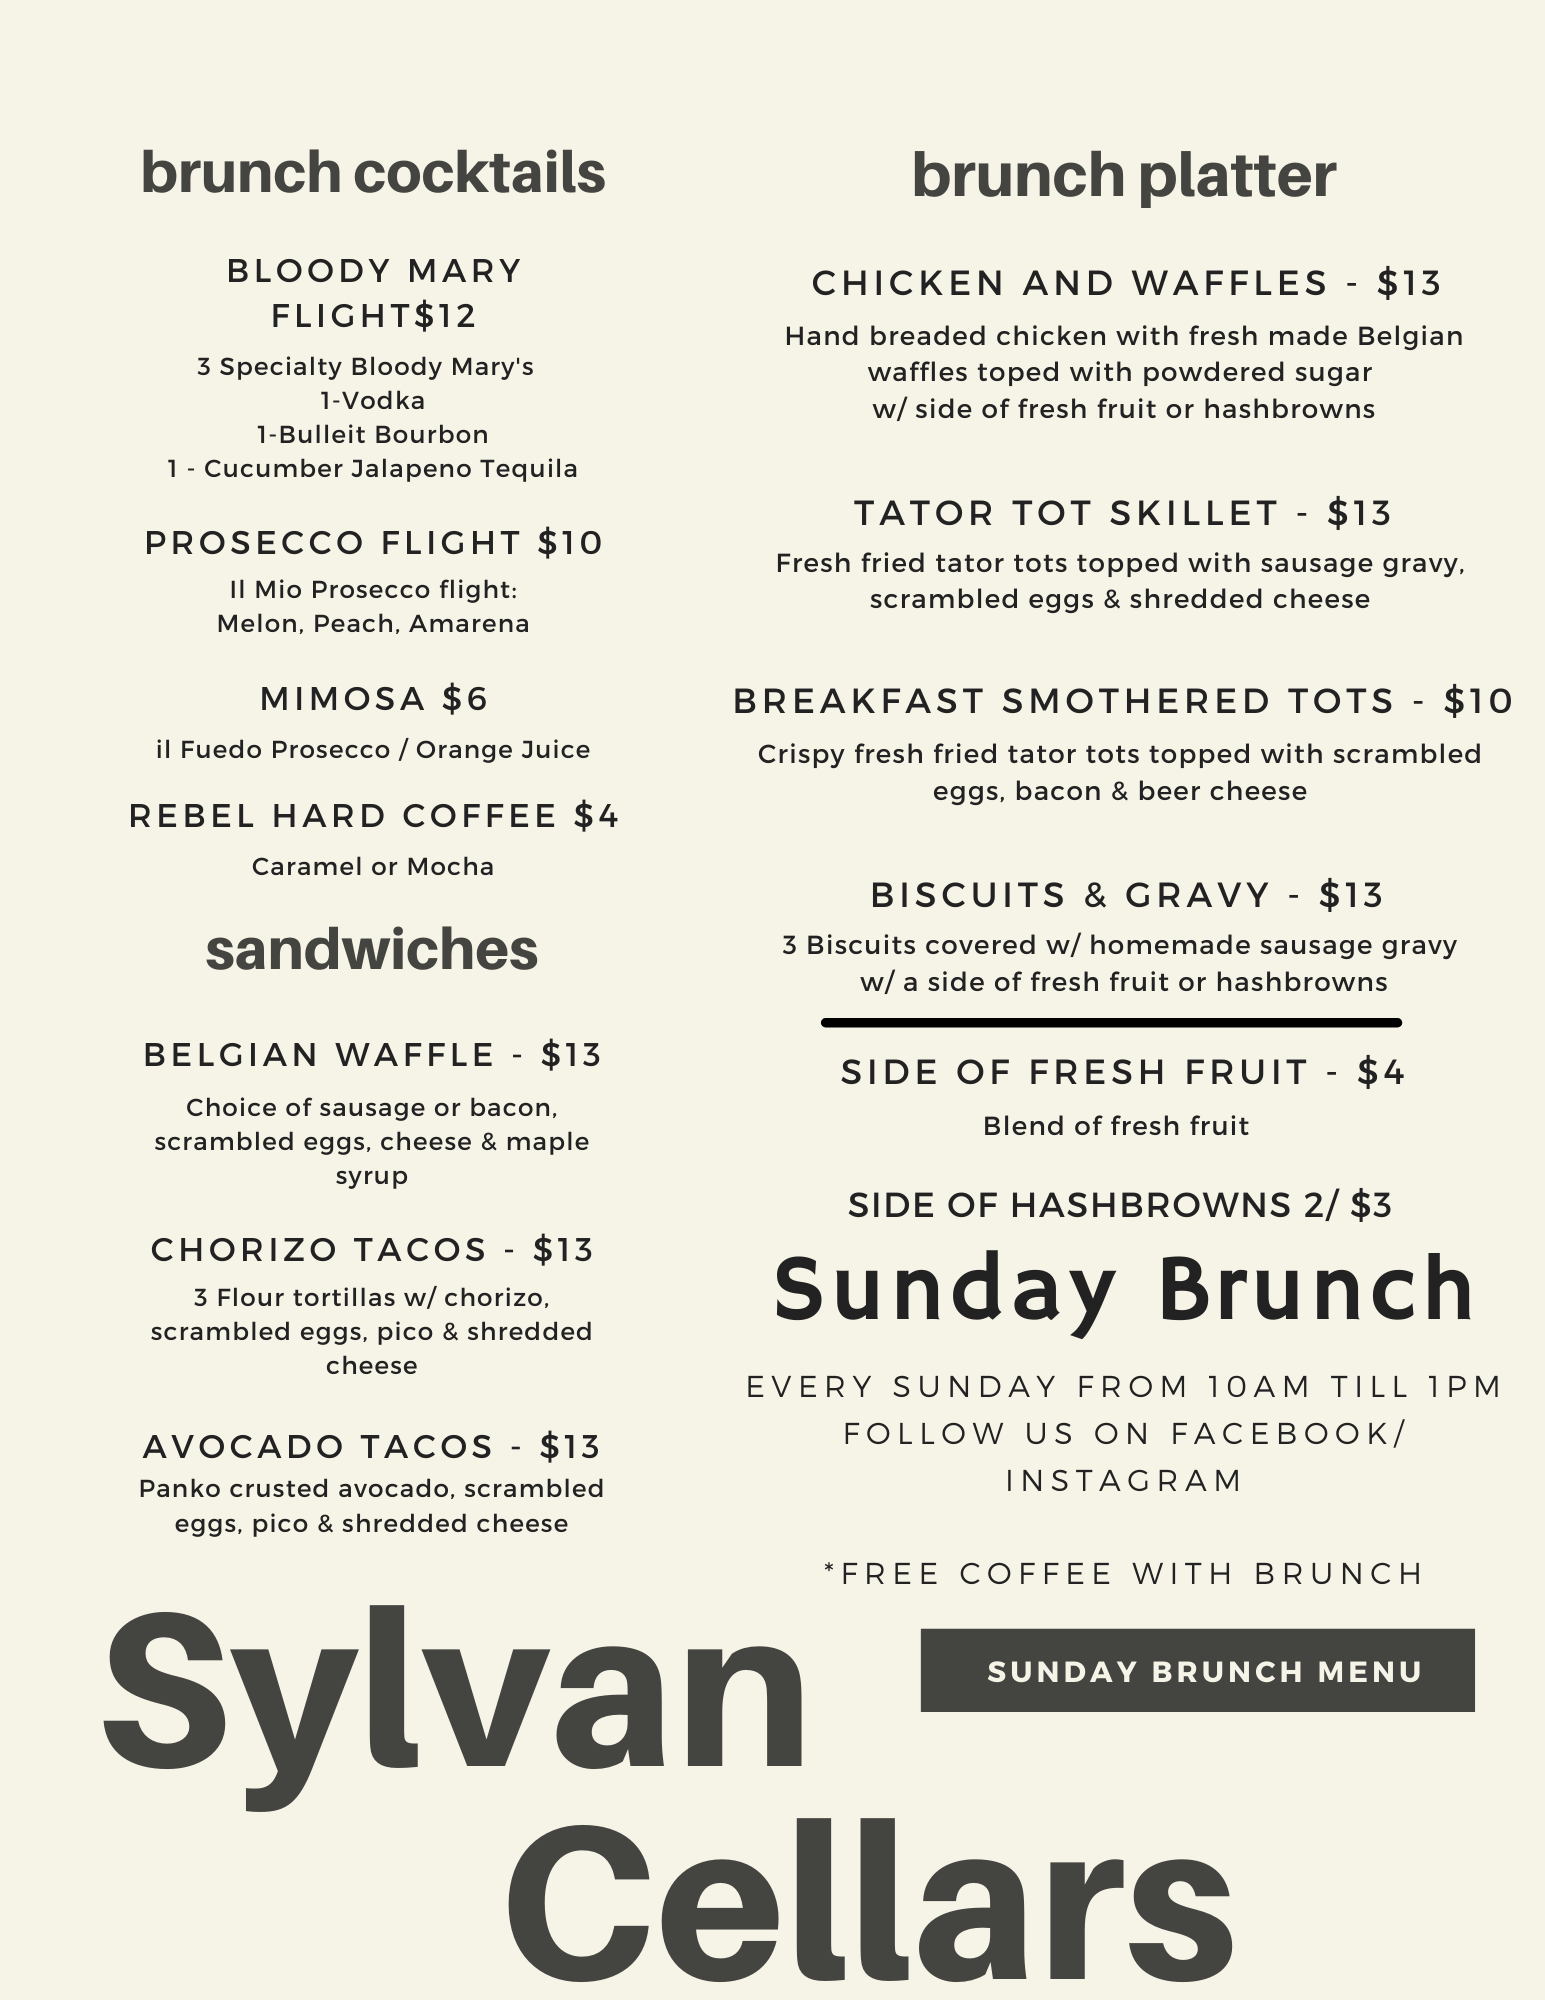 brunch cocktails
BLOODY MARY
FLIGHT$12
3 Specialty Bloody Mary's
1-Vodka
1-Bulleit Bourbon
1 - Cucumber Jalapeno Tequila
PROSECCO FLIGHT $10
Il Mio Prosecco flight:
Melon, Peach, Amarena
MIMOSA $6
il Fuedo Prosecco / Orange Juice
REBEL HARD COFFEE $4
Caramel or Mocha
sandwiches
BELGIAN WAFFLE - $13
Choice of sausage or bacon,
scrambled eggs, cheese & maple
syrup
CHORIZO TACOS - $13
3 Flour tortillas w/ chorizo,
scrambled eggs, pico & shredded
cheese
AVOCADO TACOS - $13
Panko crusted avocado, scrambled
eggs, pico & shredded cheese
brunch platter
CHICKEN AND WAFFLES - $13
Hand breaded chicken with fresh made Belgian
waffles toped with powdered sugar
w/ side of fresh fruit or hashbrowns
TATOR TOT SKILLET - $13
Fresh fried tator tots topped with sausage gravy,
scrambled eggs & shredded cheese
BREAKFAST SMOTHERED TOTS - $10
Crispy fresh fried tator tots topped with scrambled
eggs, bacon & beer cheese
BISCUITS & GRAVY - $13
3 Biscuits covered w/ homemade sausage gravy
w/ a side of fresh fruit or hashbrowns
SIDE OF FRESH FRUIT - $4
Blend of fresh fruit
SIDE OF HASHBROWNS 2/ $3
Sunday Brunch
EVERY SUNDAY FROM 10AM TILL 1PM
FOLLOW US ON FACEBOOK/
INSTAGRAM
*FREE COFFEE WITH BRUNCH
SUNDAY BRUNCH MENU
Sylvan
Cellars